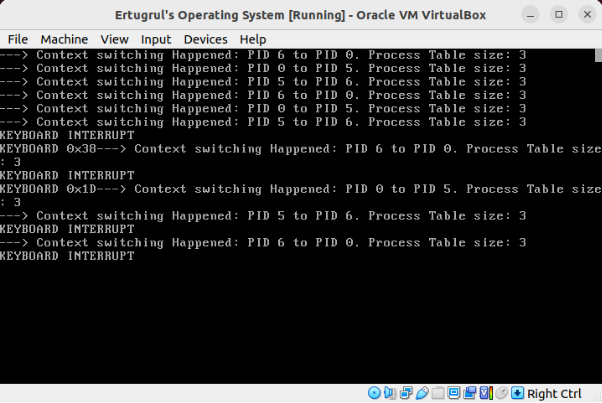 Ertugrul's Operating System [Running] - Oracle VM VirtualBox
File Machine View Input Devices Help
---> Context switching Happened: PID 6 to PID 0. Process Table size: 3
---> Context switching Happened: PID 0 to PID 5. Process Table size: 3
---> Context switching Happened: PID 5 to PID 6. Process Table size: 3
---> Context switching Happened: PID 6 to PID 0. Process Table size: 3
---> Context switching Happened: PID 0 to PID 5. Process Table size: 3
---> Context switching Happened: PID 5 to PID 6. Process Table size: 3
KEYBOARD INTERRUPT
KEYBOARD 0x38---> Context switching Happened: PID 6 to PID 0. Process Table size
: 3
KEYBOARD INTERRUPT
KEYBOARD 0x1D---> Context switching Happened: PID 0 to PID 5. Process Table size
: 3
---> Context switching Happened: PID 5 to PID 6. Process Table size: 3
KEYBOARD INTERRUPT
---> Context switching Happened: PID 6 to PID 0. Process Table size: 3
KEYBOARD INTERRUPT
Right Ctrl